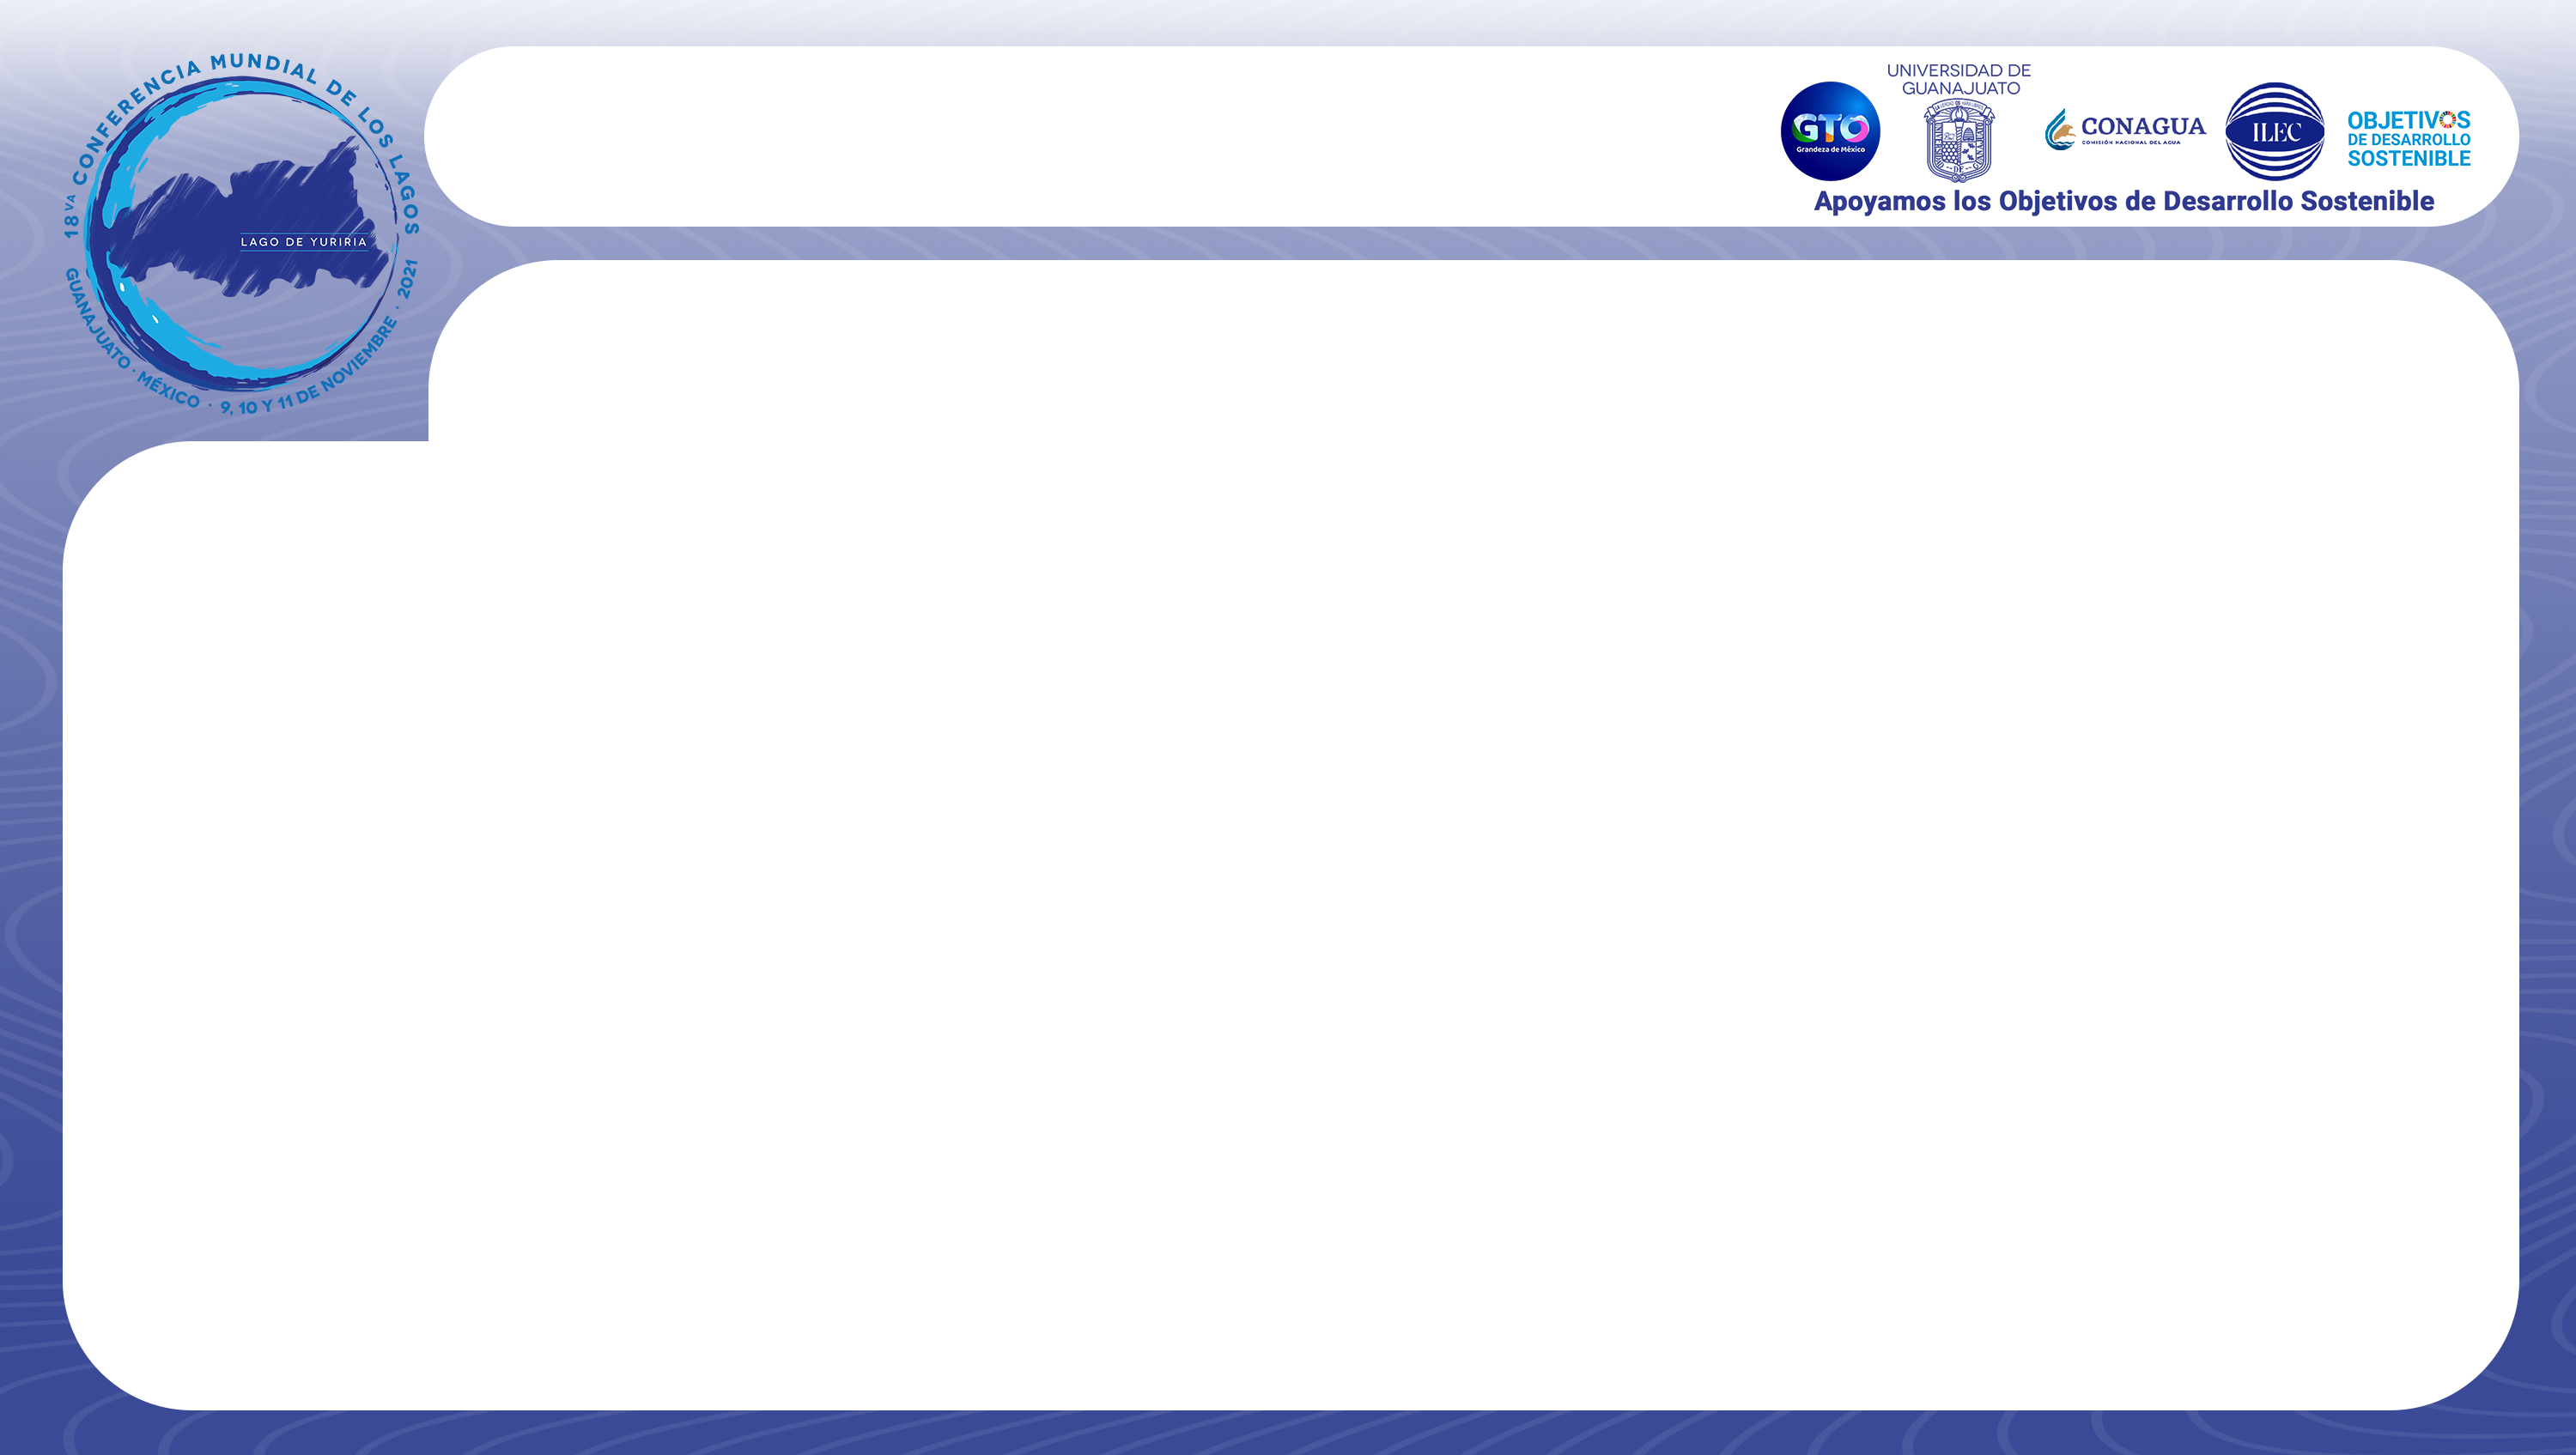 18VA CONFERENCIA MUNDIAL DE LOS LAGOS
LAGO DE YURIRIA
GUANAJUATO · MÉXICO · 9, 10 Y 11 DE NOVIEMBRE · 2021
GTO
Grandeza de México
UNIVERSIDAD DE
GUANAJUATO
CONAGUA
COMISIÓN NACIONAL DEL AGUA
ILEC
OBJETIVOS
DE DESARROLLO
SOSTENIBLE
Apoyamos los Objetivos de Desarrollo Sostenible